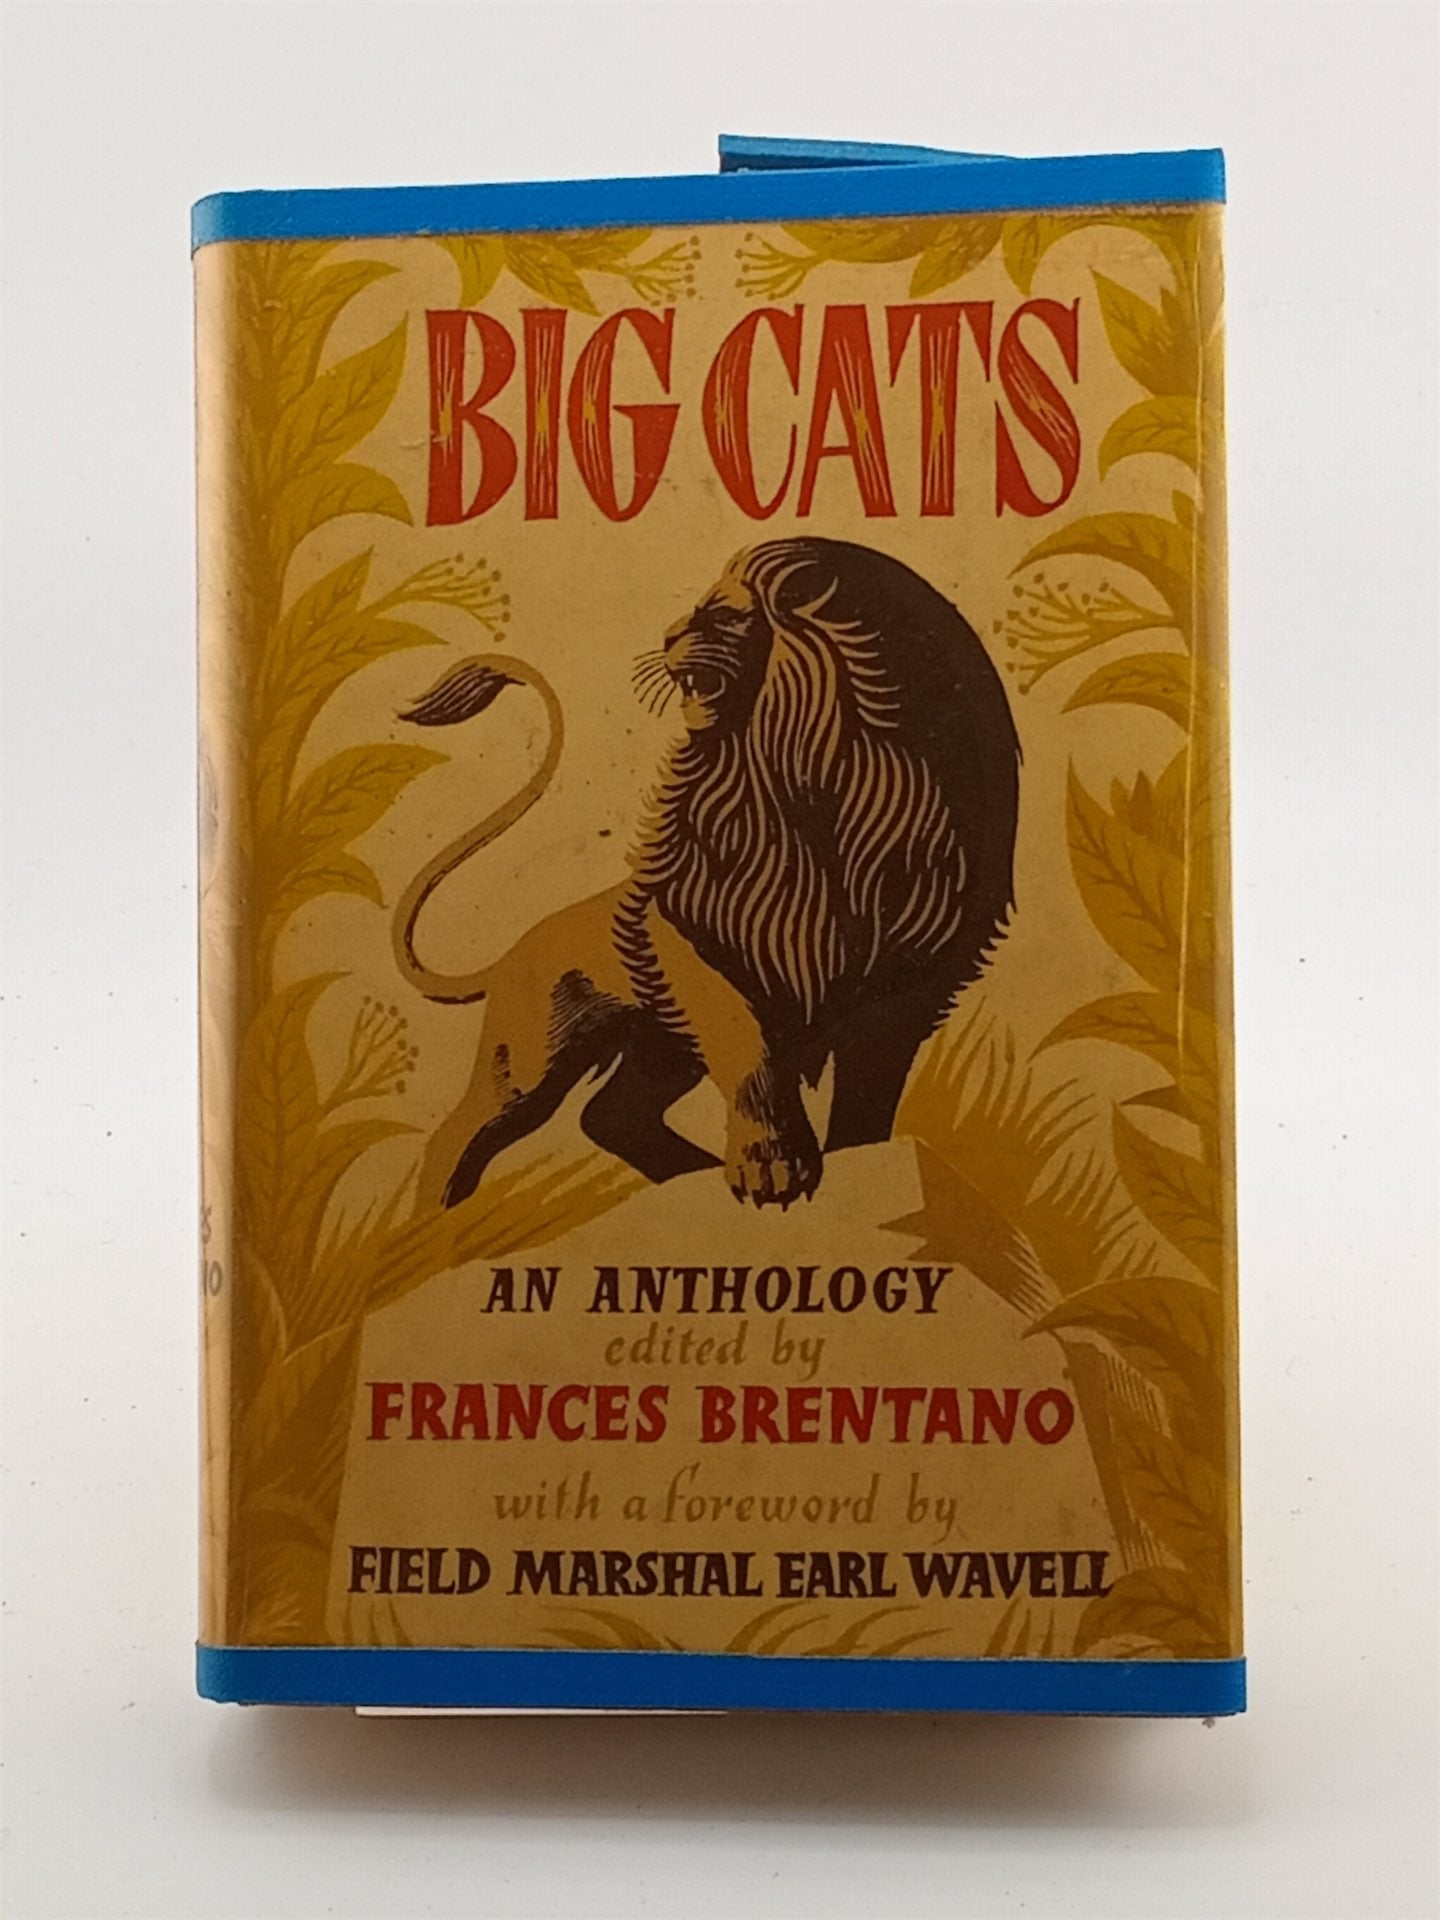 BIG CATS
AN ANTHOLOGY
edited by
FRANCES BRENTANO
with a foreword by
FIELD MARSHAL EARL WAVELL